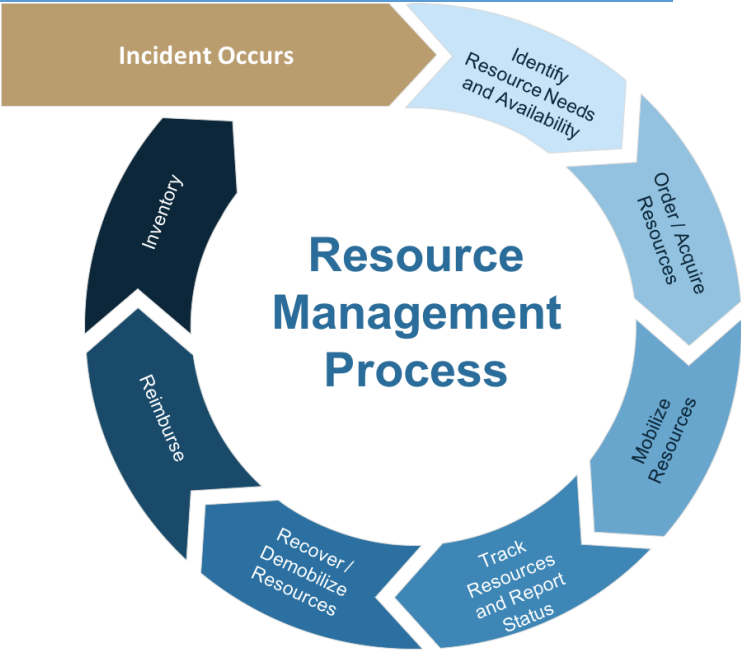 Incident Occurs
Identify
Resource Needs
and Availability
Order / Acquire
Resources
Mobilize
Resources
Track
Resources
and Report
Status
Recover /
Demobilize
Resources
Reimburse
Inventory
Resource
Management
Process